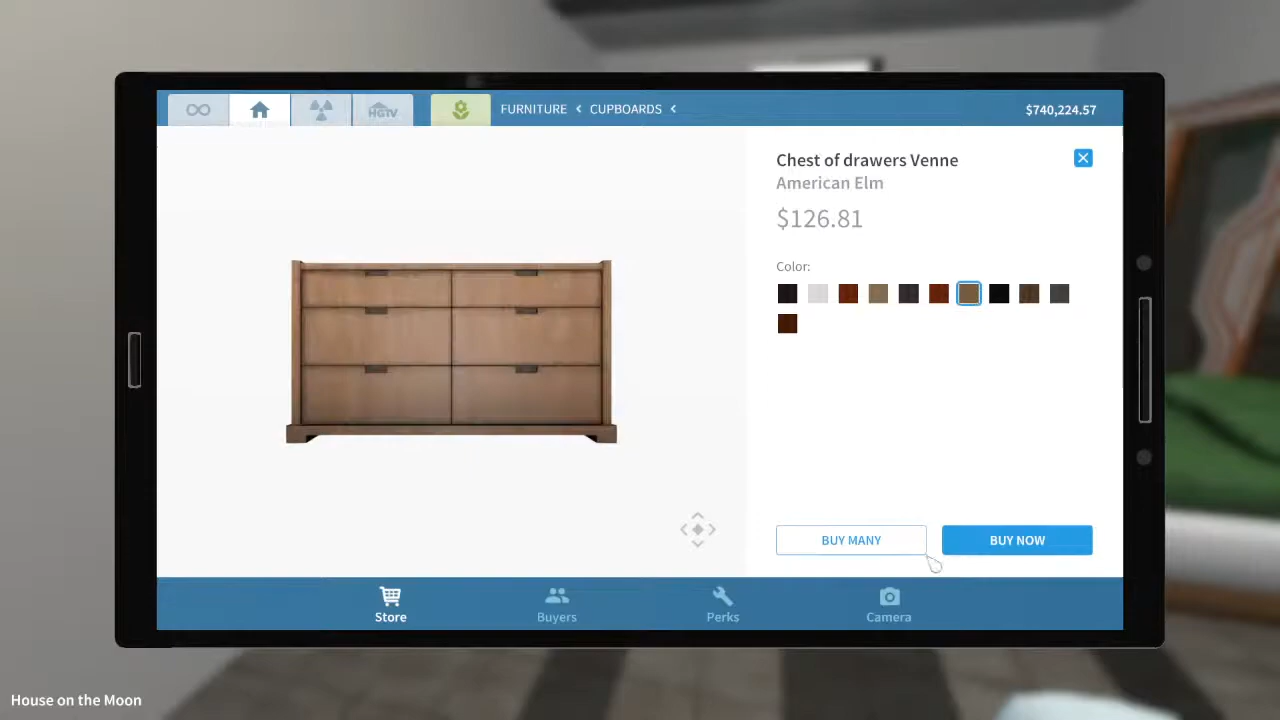 HGTV
FURNITURE < CUPBOARDS <
$740,224.57
Chest of drawers Venne
American Elm
$126.81
Color:
BUY MANY
BUY NOW
Store
Buyers
Perks
Camera
House on the Moon